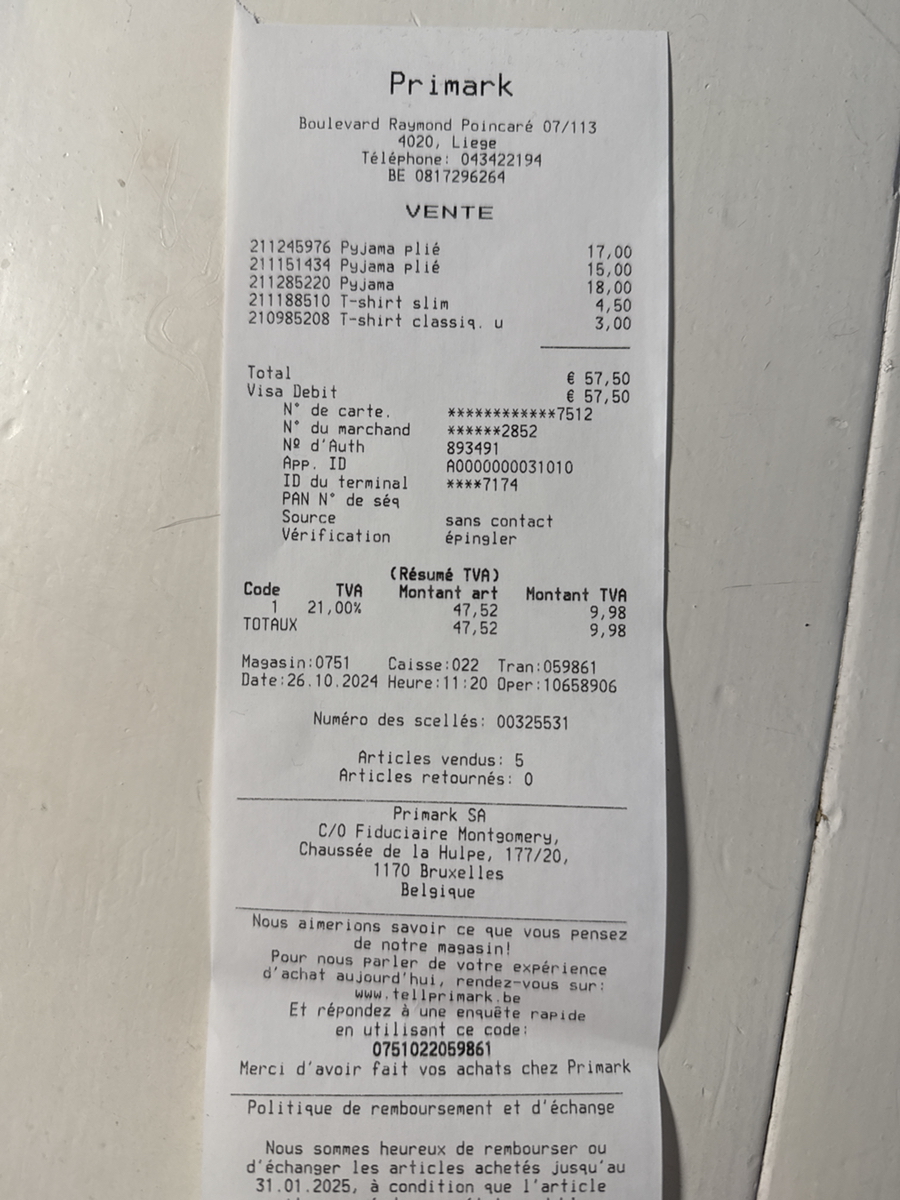 Primark
Boulevard Raymond Poincaré 07/113
4020, Liege
Téléphone: 043422194
BE 0817296264
VENTE
211245976 Pyjama plié 17,00
211151434 Pyjama plié 15,00
211285220 Pyjama 18,00
211188510 T-shirt slim 4,50
210985208 T-shirt classiq. u 3,00
Total € 57,50
Visa Debit € 57,50
N° de carte. ************7512
N° du marchand ******2852
Nº d'Auth 893491
App. ID A0000000031010
ID du terminal ****7174
PAN N° de séq
Source sans contact
Vérification épingler
(Résumé TVA)
Code TVA Montant art Montant TVA
1 21,00% 47,52 9,98
TOTAUX 47,52 9,98
Magasin:0751 Caisse:022 Tran:059861
Date:26.10.2024 Heure:11:20 Oper:10658906
Numéro des scellés: 00325531
Articles vendus: 5
Articles retournés: 0
Primark SA
C/O Fiduciaire Montgomery,
Chaussée de la Hulpe, 177/20,
1170 Bruxelles
Belgique
Nous aimerions savoir ce que vous pensez
de notre magasin!
Pour nous parler de votre expérience
d'achat aujourd'hui, rendez-vous sur:
www.tellprimark.be
Et répondez à une enquête rapide
en utilisant ce code:
0751022059861
Merci d'avoir fait vos achats chez Primark
Politique de remboursement et d'échange
Nous sommes heureux de rembourser ou
d'échanger les articles achetés jusqu'au
31.01.2025, à condition que l'article